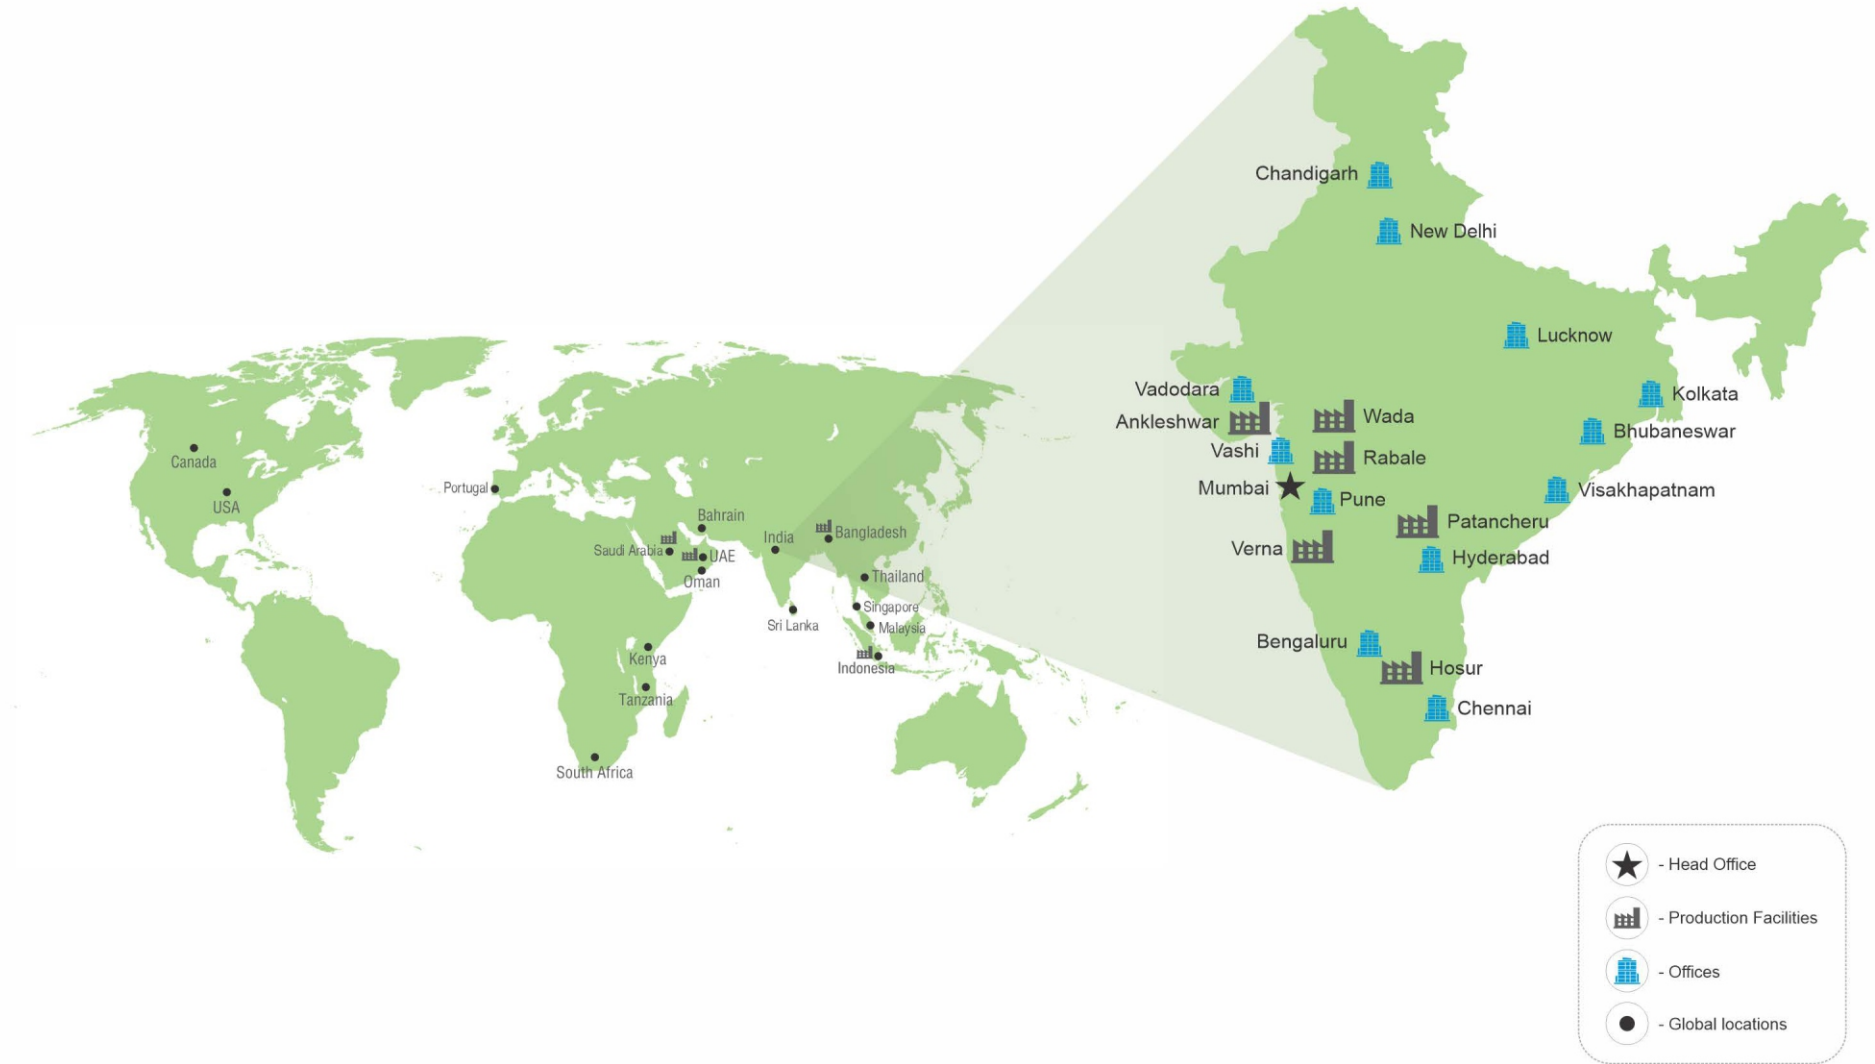 Canada
USA
Portugal
Bahrain
Saudi Arabia
UAE
Oman
India
Bangladesh
Thailand
Sri Lanka
Singapore
Malaysia
Indonesia
Kenya
Tanzania
South Africa
Chandigarh
New Delhi
Lucknow
Vadodara
Kolkata
Ankleshwar
Wada
Bhubaneswar
Vashi
Rabale
Mumbai
Pune
Visakhapatnam
Patancheru
Verna
Hyderabad
Bengaluru
Hosur
Chennai
- Head Office
- Production Facilities
- Offices
- Global locations